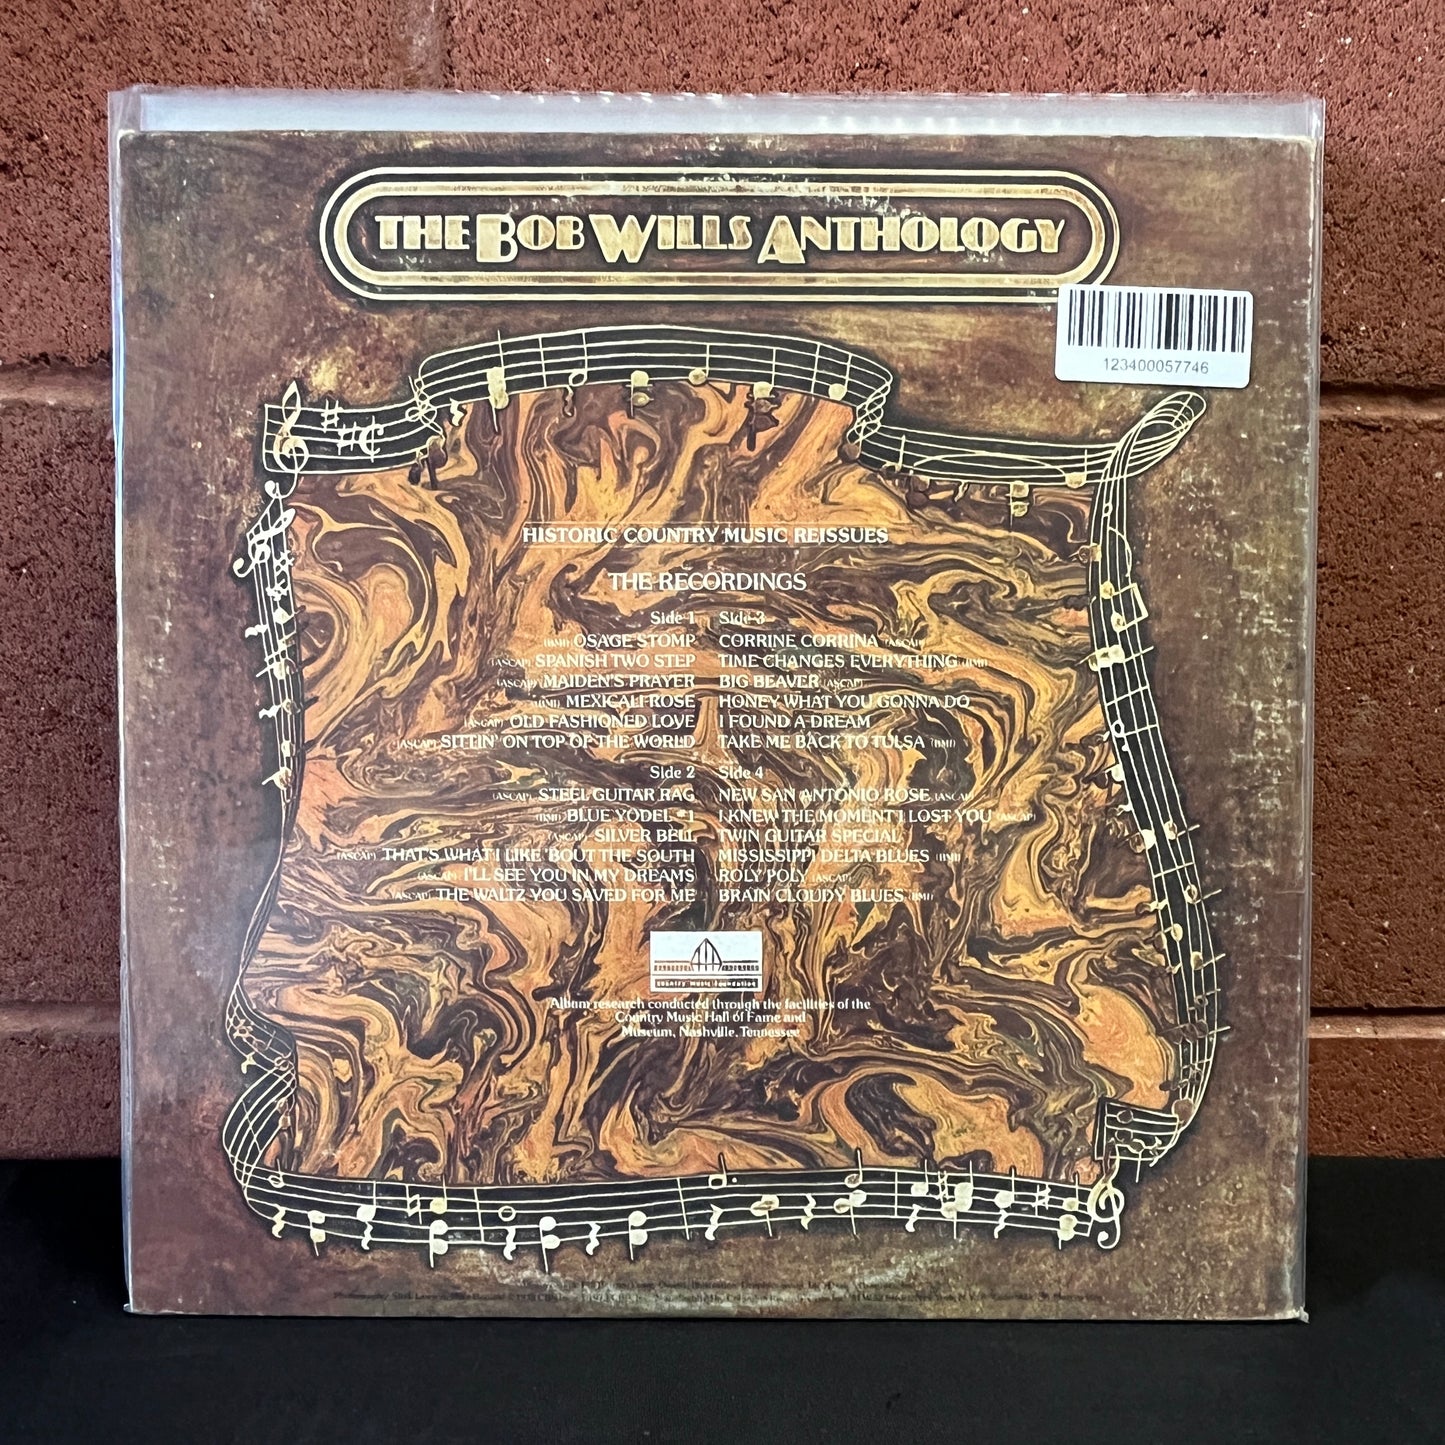 THE BOB WILLS ANTHOLOGY
123400057746
HISTORIC COUNTRY MUSIC REISSUES
THE RECORDINGS
Side 1
(BMI) OSAGE STOMP
(ASCAP) SPANISH TWO STEP
(ASCAP) MAIDEN'S PRAYER
(BMI) MEXICALI ROSE
(ASCAP) OLD FASHIONED LOVE
(ASCAP) SITTIN' ON TOP OF THE WORLD
Side 2
(ASCAP) STEEL GUITAR RAG
(BMI) BLUE YODEL #1
(ASCAP) SILVER BELL
(ASCAP) THAT'S WHAT I LIKE 'BOUT THE SOUTH
(ASCAP) I'LL SEE YOU IN MY DREAMS
(ASCAP) THE WALTZ YOU SAVED FOR ME
Side 3
CORRINE CORRINA (ASCAP)
TIME CHANGES EVERYTHING (BMI)
BIG BEAVER (ASCAP)
HONEY WHAT YOU GONNA DO
I FOUND A DREAM
TAKE ME BACK TO TULSA (BMI)
Side 4
NEW SAN ANTONIO ROSE (ASCAP)
I KNEW THE MOMENT I LOST YOU (ASCAP)
TWIN GUITAR SPECIAL
MISSISSIPPI DELTA BLUES (BMI)
ROLY POLY (ASCAP)
BRAIN CLOUDY BLUES (BMI)
country music foundation
Album research conducted through the facilities of the
Country Music Hall of Fame and
Museum, Nashville, Tennessee